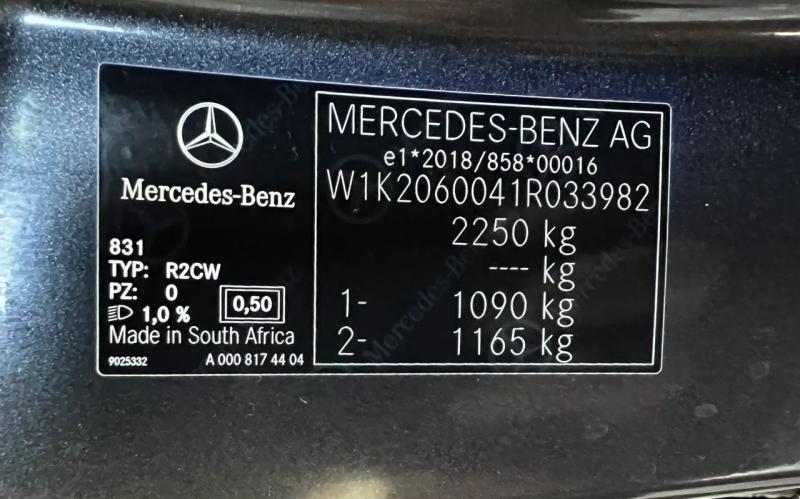 Mercedes-Benz
831
TYP: R2CW
PZ: 0
1,0 %
0,50
Made in South Africa
9025332 A 000 817 44 04
MERCEDES-BENZ AG
e1*2018/858*00016
W1K2060041R033982
2250 kg
---- kg
1- 1090 kg
2- 1165 kg